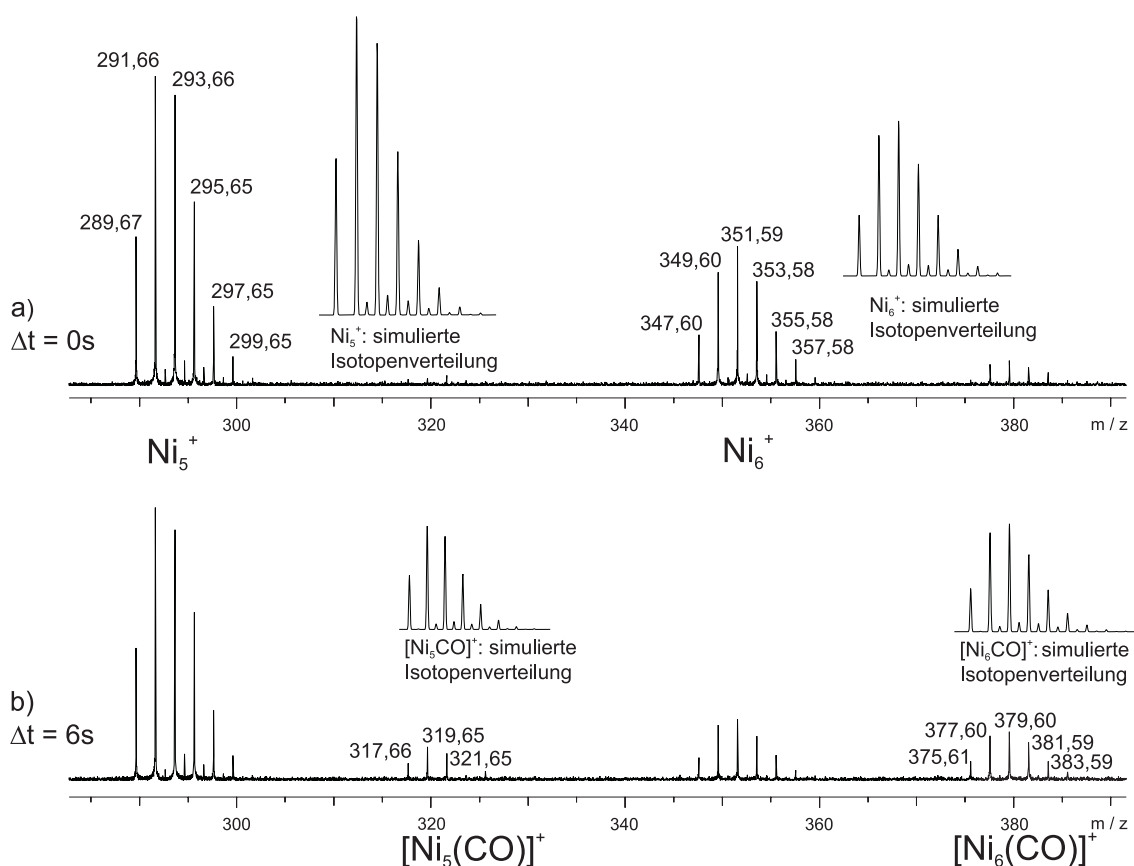 291,66
293,66
295,65
289,67
297,65
299,65
Ni5+: simulierte
Isotopenverteilung
351,59
349,60
353,58
347,60
355,58
357,58
Ni6+: simulierte
Isotopenverteilung
a)
Δt = 0s
300
320
340
360
380
m / z
Ni5+
Ni6+
[Ni5CO]+: simulierte
Isotopenverteilung
[Ni6CO]+: simulierte
Isotopenverteilung
b)
Δt = 6s
317,66
319,65
321,65
377,60
379,60
375,61
381,59
383,59
300
320
340
360
380
m / z
[Ni5(CO)]+
[Ni6(CO)]+